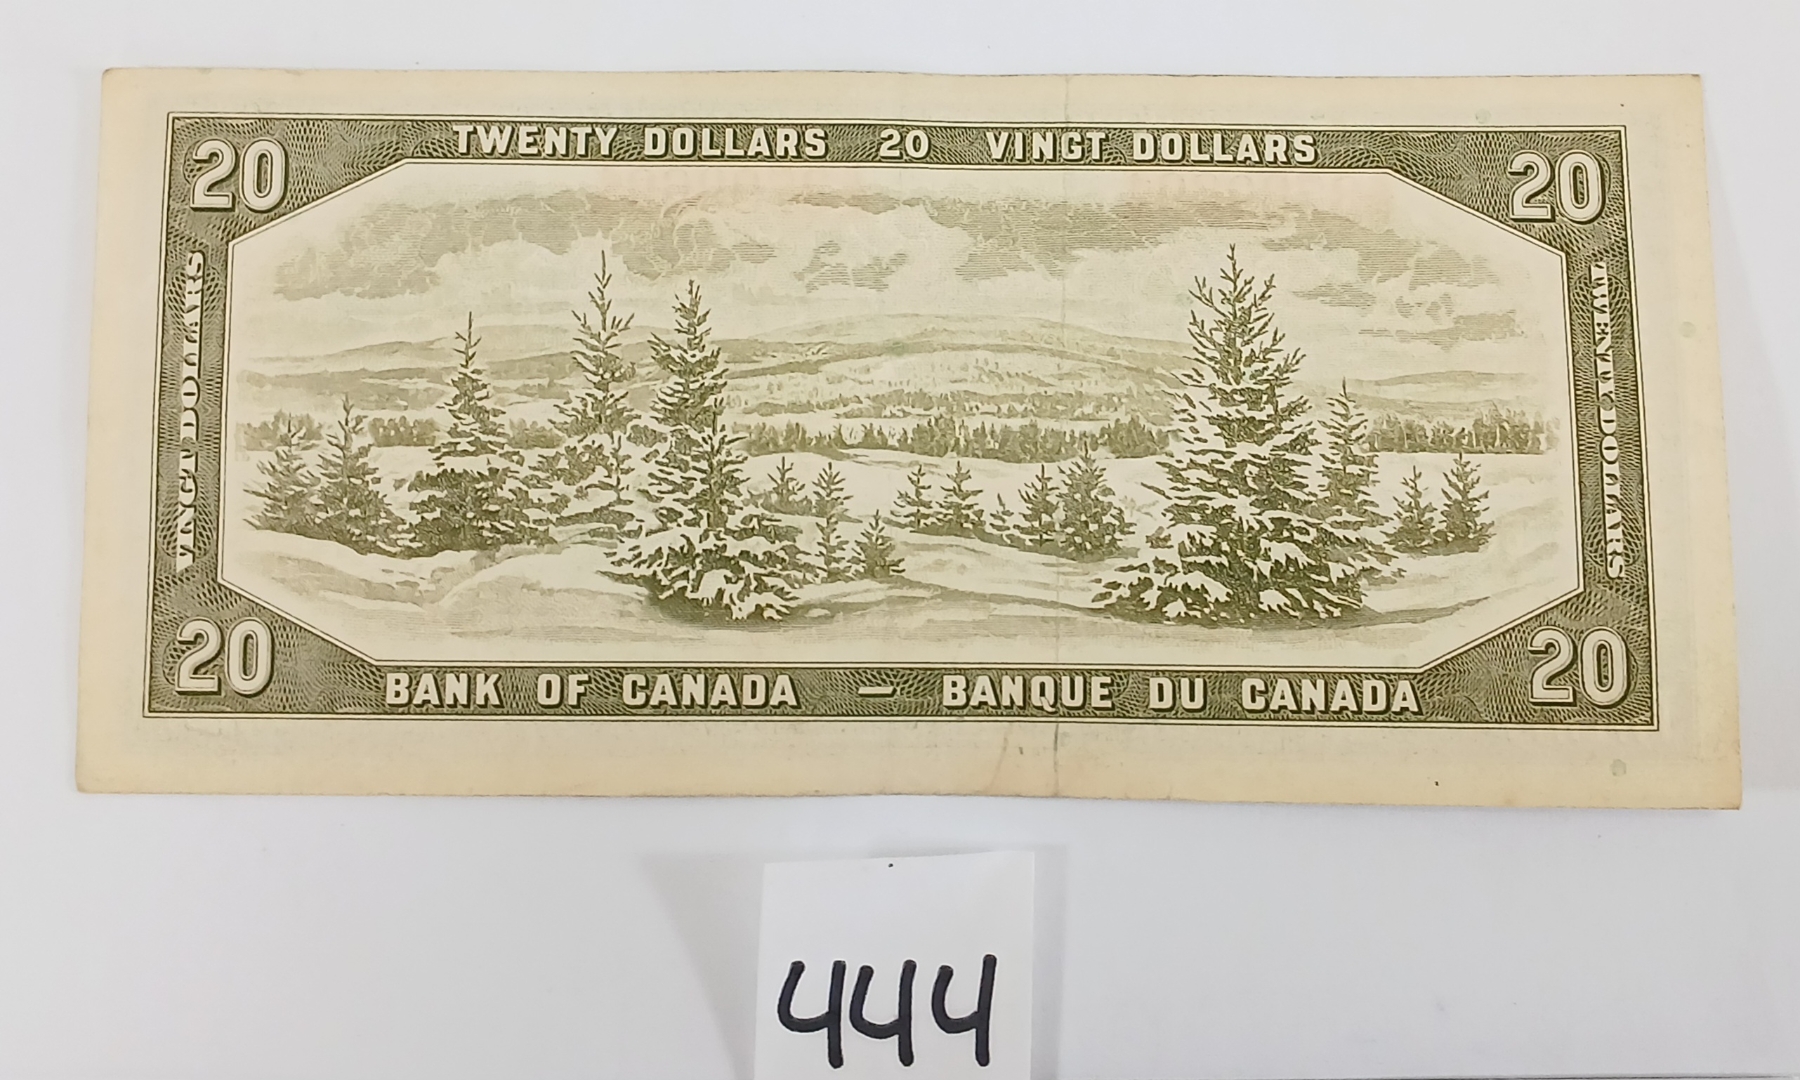 20 TWENTY DOLLARS 20 VINGT DOLLARS 20
VINGT DOLLARS
TWENTY DOLLARS
20 BANK OF CANADA — BANQUE DU CANADA 20
444